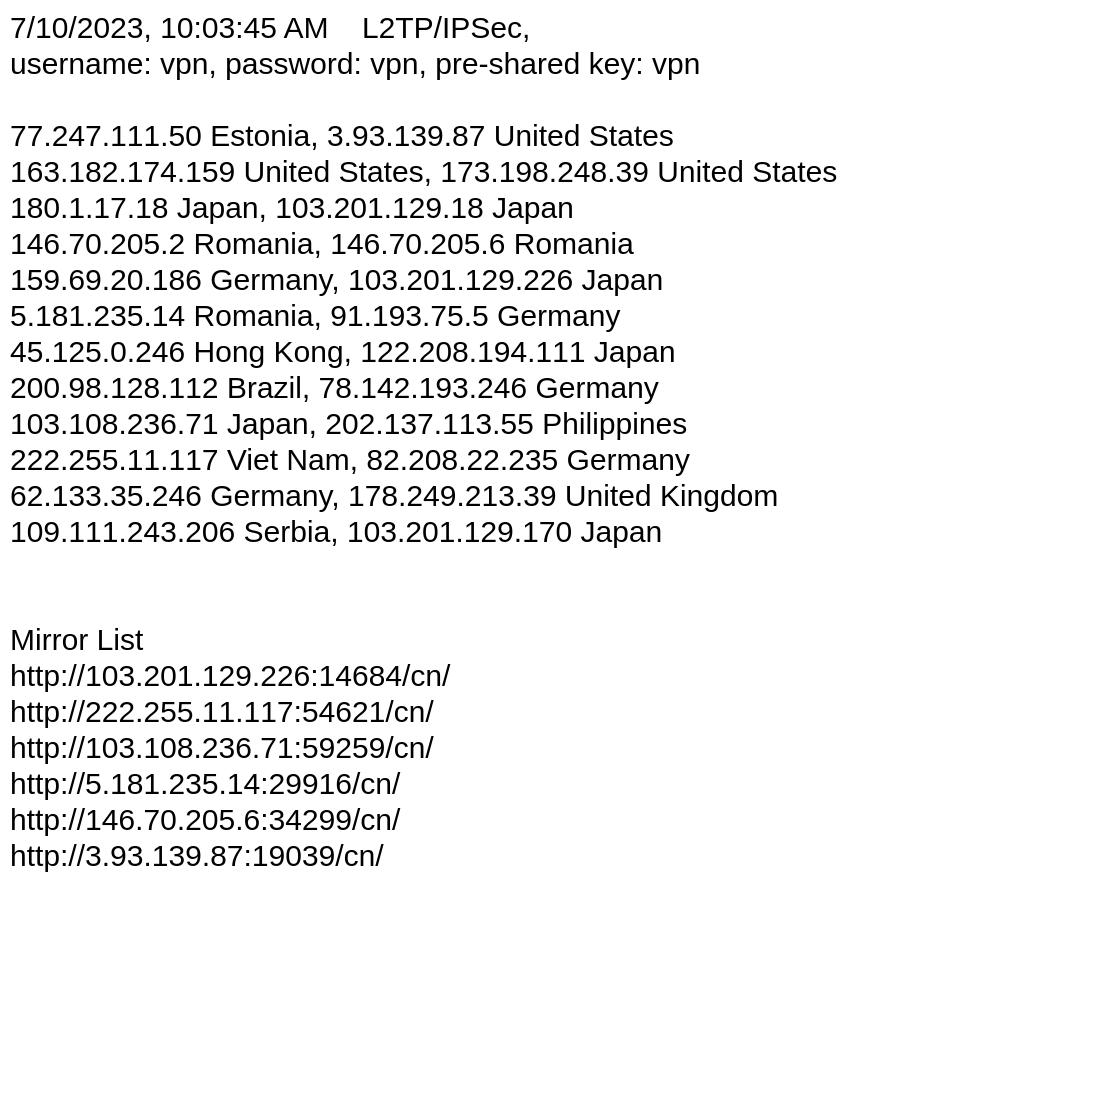 7/10/2023, 10:03:45 AM    L2TP/IPSec,
username: vpn, password: vpn, pre-shared key: vpn
77.247.111.50 Estonia, 3.93.139.87 United States
163.182.174.159 United States, 173.198.248.39 United States
180.1.17.18 Japan, 103.201.129.18 Japan
146.70.205.2 Romania, 146.70.205.6 Romania
159.69.20.186 Germany, 103.201.129.226 Japan
5.181.235.14 Romania, 91.193.75.5 Germany
45.125.0.246 Hong Kong, 122.208.194.111 Japan
200.98.128.112 Brazil, 78.142.193.246 Germany
103.108.236.71 Japan, 202.137.113.55 Philippines
222.255.11.117 Viet Nam, 82.208.22.235 Germany
62.133.35.246 Germany, 178.249.213.39 United Kingdom
109.111.243.206 Serbia, 103.201.129.170 Japan
Mirror List
http://103.201.129.226:14684/cn/
http://222.255.11.117:54621/cn/
http://103.108.236.71:59259/cn/
http://5.181.235.14:29916/cn/
http://146.70.205.6:34299/cn/
http://3.93.139.87:19039/cn/